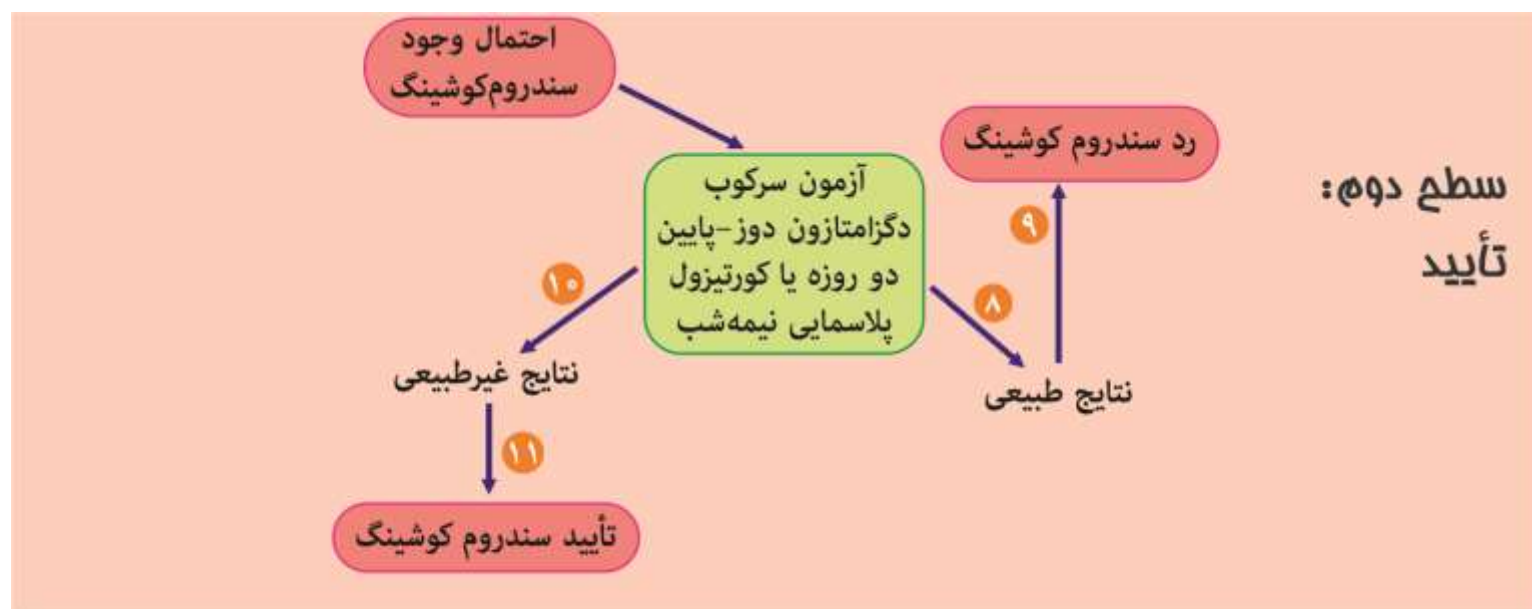 سطح دوم:
تأیید
احتمال وجود
سندروم‌کوشینگ
آزمون سرکوب
دگزامتازون دوز-پایین
دو روزه یا کورتیزول
پلاسمایی نیمه‌شب
۸
نتایج طبیعی
۹
رد سندروم کوشینگ
۱۰
نتایج غیرطبیعی
۱۱
تأیید سندروم کوشینگ